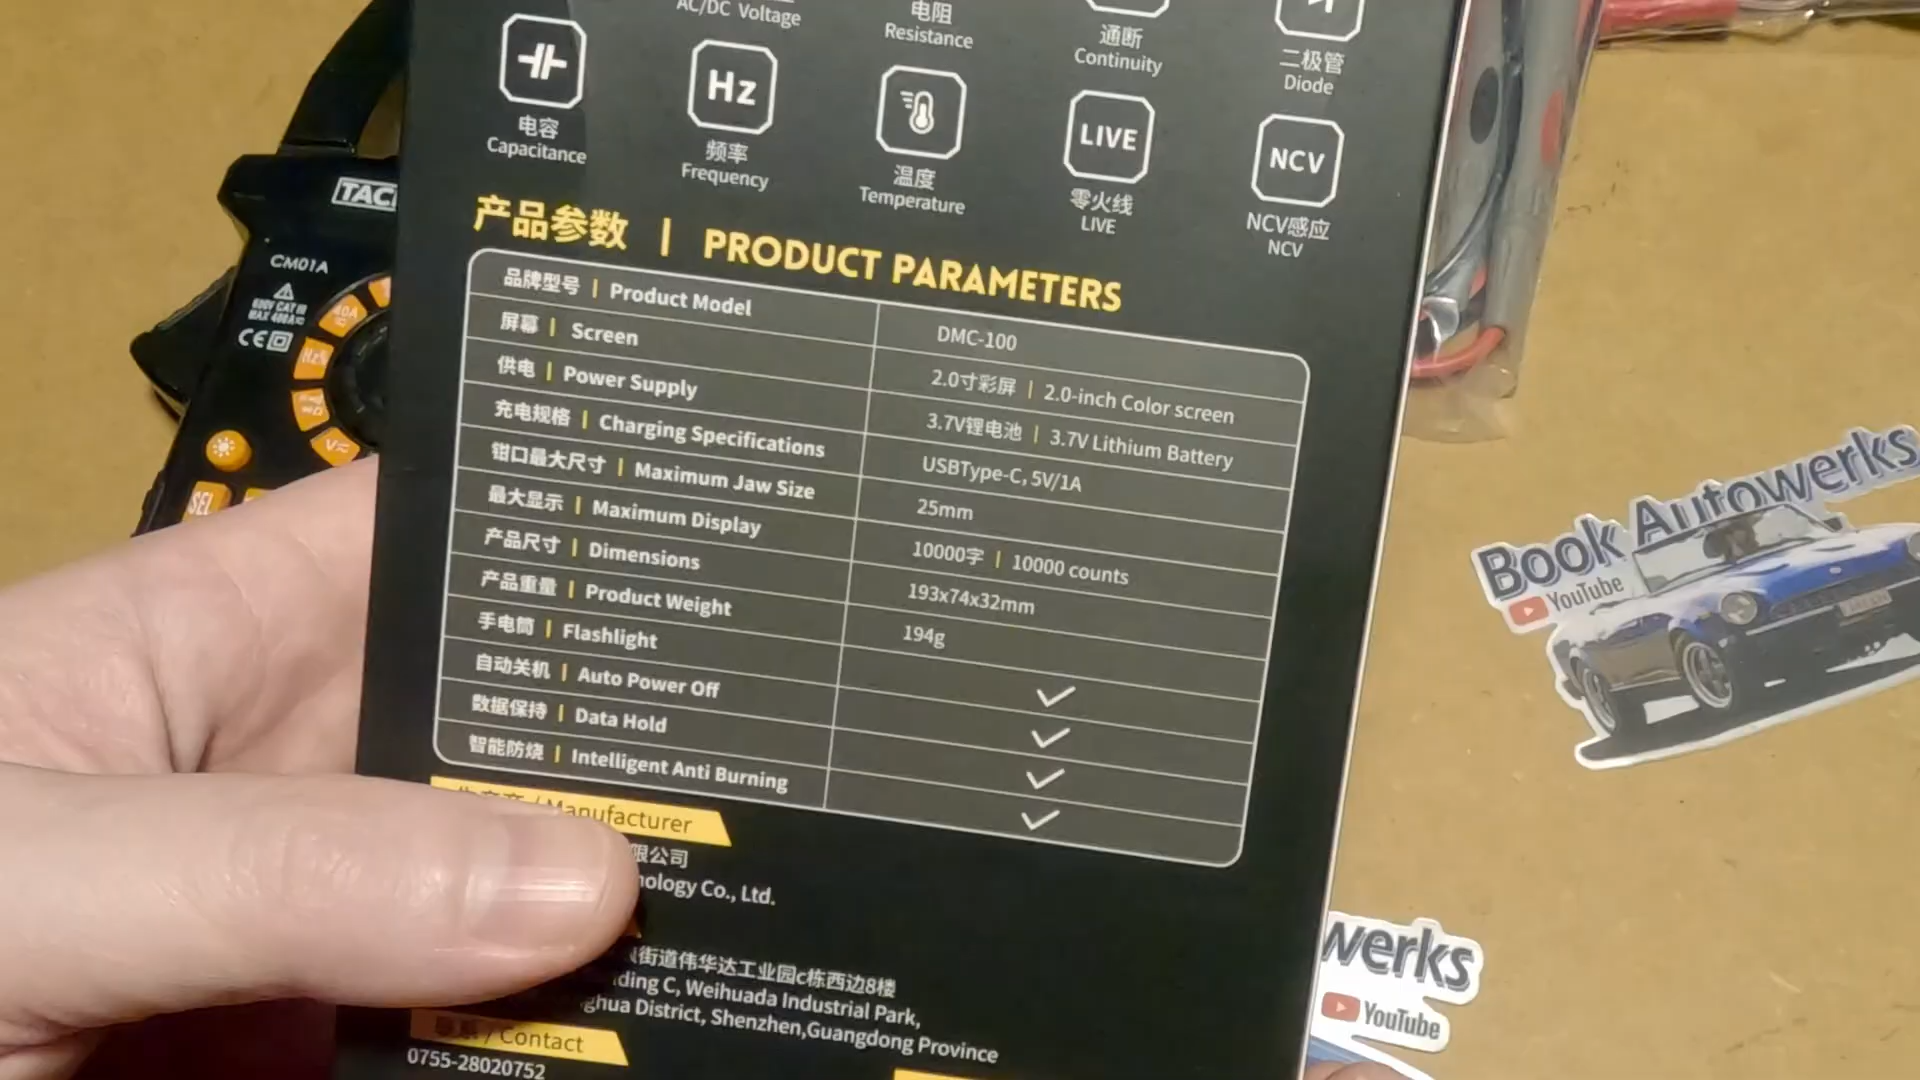 AC/DC Voltage
电阻
Resistance
通断
Continuity
二极管
Diode
电容
Capacitance
Hz
频率
Frequency
温度
Temperature
LIVE
零火线
LIVE
NCV
NCV感应
NCV
产品参数 | PRODUCT PARAMETERS
品牌型号 | Product Model DMC-100
屏幕 | Screen 2.0寸彩屏 | 2.0-inch Color screen
供电 | Power Supply 3.7V锂电池 | 3.7V Lithium Battery
充电规格 | Charging Specifications USBType-C, 5V/1A
钳口最大尺寸 | Maximum Jaw Size 25mm
最大显示 | Maximum Display 10000字 | 10000 counts
产品尺寸 | Dimensions 193x74x32mm
产品重量 | Product Weight 194g
手电筒 | Flashlight
自动关机 | Auto Power Off
数据保持 | Data Hold
智能防烧 | Intelligent Anti Burning
/ Manufacturer
限公司
Co., Ltd.
街道伟华达工业园c栋西边8楼
C, Weihuada Industrial Park,
District, Shenzhen,Guangdong Province
/ Contact
0755-28020752
CM01A
600V CAT III
MAX 400A
CE
Hz%
V
SEL
Book Autowerks
YouTube
YouTube